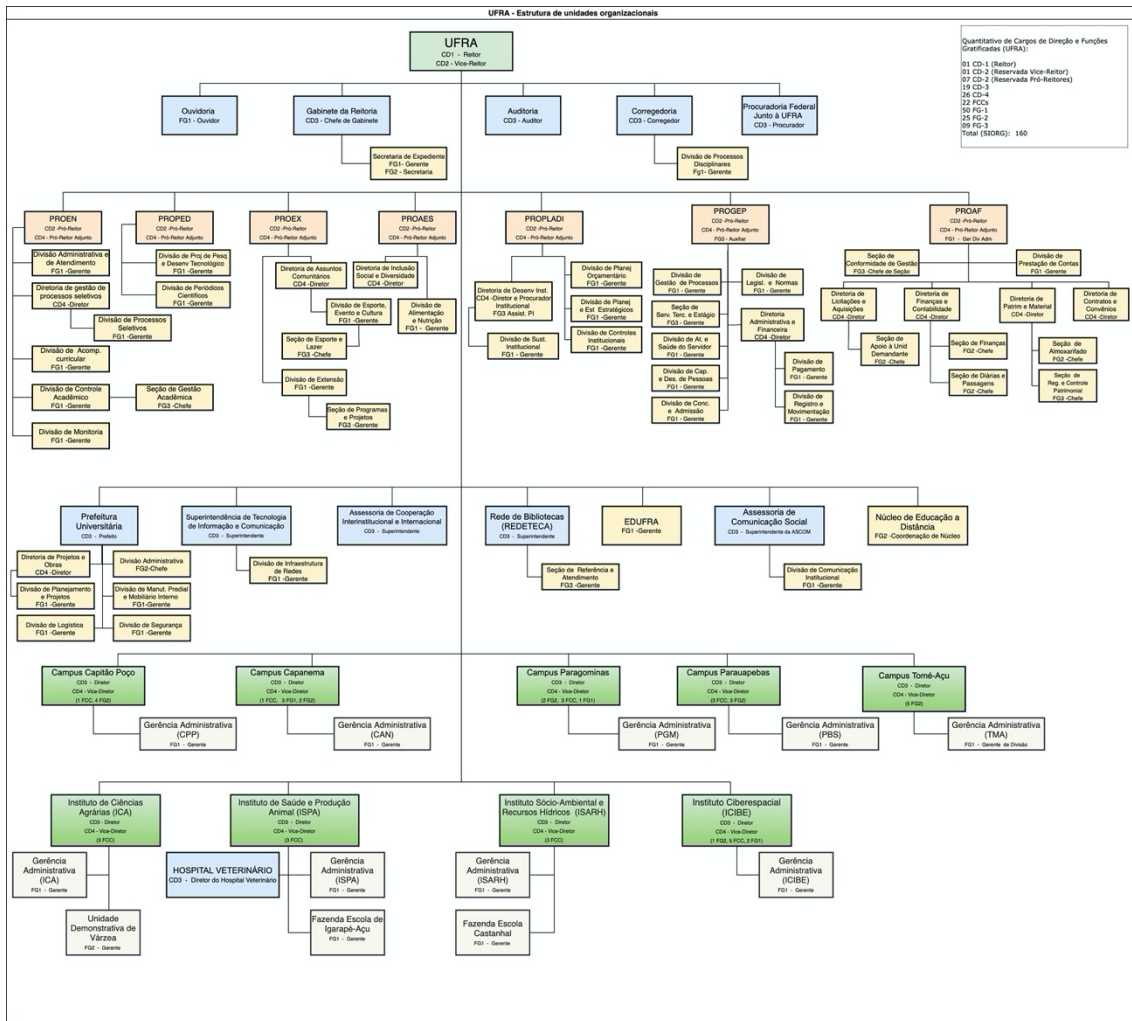 UFRA - Estrutura de unidades organizacionais
UFRA
CD1 - Reitor
CD2 - Vice-Reitor
Quantitativo de Cargos de Direção e Funções
Gratificadas (UFRA):
01 CD-1 (Reitor)
01 CD-2 (Reservada Vice-Reitor)
07 CD-2 (Reservada Pró-Reitores)
19 CD-3
26 CD-4
22 FCCs
50 FG-1
25 FG-2
09 FG-3
Total (SIORG): 160
Ouvidoria
FG1 - Ouvidor
Gabinete da Reitoria
CD3 - Chefe de Gabinete
Auditoria
CD3 - Auditor
Corregedoria
CD3 - Corregedor
Procuradoria Federal
Junto à UFRA
CD3 - Procurador
Secretaria de Expediente
FG1- Gerente
FG2 - Secretaria
Divisão de Processos
Disciplinares
Fg1- Gerente
PROEN
CD2 -Pró-Reitor
CD4 - Pró-Reitor Adjunto
PROPED
CD2 -Pró-Reitor
CD4 - Pró-Reitor Adjunto
PROEX
CD2 -Pró-Reitor
CD4 - Pró-Reitor Adjunto
PROAES
CD2 -Pró-Reitor
CD4 - Pró-Reitor Adjunto
PROPLADI
CD2 -Pró-Reitor
CD4 - Pró-Reitor Adjunto
PROGEP
CD2 -Pró-Reitor
CD4 - Pró-Reitor Adjunto
FG3 - Auxiliar
PROAF
CD2 -Pró-Reitor
CD4 - Pró-Reitor Adjunto
FG1 - Ger Div Adm
Divisão Administrativa e
de Atendimento
FG1 -Gerente
Diretoria de gestão de
processos seletivos
CD4 -Diretor
Divisão de Processos
Seletivos
FG1 -Gerente
Divisão de Acomp.
curricular
FG1 -Gerente
Divisão de Controle
Acadêmico
FG1 -Gerente
Seção de Gestão
Acadêmica
FG3 -Chefe
Divisão de Monitoria
FG1 -Gerente
Divisão de Proj de Pesq
e Desenv Tecnológico
FG1 -Gerente
Divisão de Periódicos
Científicos
FG1 -Gerente
Diretoria de Assuntos
Comunitários
CD4 -Diretor
Divisão de Esporte,
Evento e Cultura
FG1 -Gerente
Seção de Esporte e
Lazer
FG3 -Chefe
Divisão de Extensão
FG1 -Gerente
Seção de Programas
e Projetos
FG3 -Gerente
Diretoria de Inclusão
Social e Diversidade
CD4 -Diretor
Divisão de
Alimentação
e Nutrição
FG1 - Gerente
Diretoria de Desenv Inst.
CD4 -Diretor e Procurador
Institucional
FG3 Assist. PI
Divisão de Sust.
Institucional
FG1 - Gerente
Divisão de Planej
Orçamentário
FG1 -Gerente
Divisão de Planej
e Est Estratégicos
FG1 -Gerente
Divisão de Controles
Institucionais
FG1 -Gerente
Divisão de
Gestão de Processos
FG1 - Gerente
Seção de
Serv. Terc. e Estágio
FG3 - Gerente
Divisão de At. e
Saúde do Servidor
FG1 - Gerente
Divisão de Cap.
e Des. de Pessoas
FG1 - Gerente
Divisão de Conc.
e Admissão
FG1 - Gerente
Divisão de
Legisl. e Normas
FG1 - Gerente
Diretoria
Administrativa e
Financeira
CD4 -Diretor
Divisão de
Pagamento
FG1 - Gerente
Divisão de
Registro e
Movimentação
FG1 - Gerente
Seção de
Conformidade de Gestão
FG3 -Chefe de Seção
Divisão de
Prestação de Contas
FG1 -Gerente
Diretoria de
Licitações e
Aquisições
CD4 -Diretor
Diretoria de
Finanças e
Contabilidade
CD4 -Diretor
Diretoria de
Patrim e Material
CD4 -Diretor
Diretoria de
Contratos e
Convênios
CD4 -Diretor
Seção de
Apoio à Unid
Demandante
FG2 -Chefe
Seção de Finanças
FG2 -Chefe
Seção de Diárias e
Passagens
FG2 -Chefe
Seção de
Almoxarifado
FG2 -Chefe
Seção de
Reg. e Controle
Patrimonial
FG3 -Chefe
Prefeitura
Universitária
CD3 - Prefeito
Superintendência de Tecnologia
de Informação e Comunicação
CD3 - Superintendente
Assessoria de Cooperação
Interinstitucional e Internacional
CD3 - Superintendente
Rede de Bibliotecas
(REDETECA)
CD3 - Superintendente
EDUFRA
FG1 -Gerente
Assessoria de
Comunicação Social
CD3 - Superintendente da ASCOM
Núcleo de Educação a
Distância
FG2 -Coordenação de Núcleo
Diretoria de Projetos e
Obras
CD4 -Diretor
Divisão Administrativa
FG2-Chefe
Divisão de Planejamento
e Projetos
FG1 -Gerente
Divisão de Manut. Predial
e Mobiliário Interno
FG1-Gerente
Divisão de Logística
FG1 -Gerente
Divisão de Segurança
FG1 -Gerente
Divisão de Infraestrutura
de Redes
FG1 -Gerente
Seção de Referência e
Atendimento
FG3 -Gerente
Divisão de Comunicação
Institucional
FG1 -Gerente
Campus Capitão Poço
CD3 - Diretor
CD4 - Vice-Diretor
(1 FCC, 4 FG2)
Campus Capanema
CD3 - Diretor
CD4 - Vice-Diretor
(1 FCC, 3 FG1, 2 FG2)
Campus Paragominas
CD3 - Diretor
CD4 - Vice-Diretor
(2 FG2, 3 FCC, 1 FG1)
Campus Parauapebas
CD3 - Diretor
CD4 - Vice-Diretor
(3 FCC, 3 FG2)
Campus Tomé-Açu
CD3 - Diretor
CD4 - Vice-Diretor
(5 FG2)
Gerência Administrativa
(CPP)
FG1 - Gerente
Gerência Administrativa
(CAN)
FG1 - Gerente
Gerência Administrativa
(PGM)
FG1 - Gerente
Gerência Administrativa
(PBS)
FG1 - Gerente
Gerência Administrativa
(TMA)
FG1 - Gerente de Divisão
Instituto de Ciências
Agrárias (ICA)
CD3 - Diretor
CD4 - Vice-Diretor
(3 FCC)
Instituto de Saúde e Produção
Animal (ISPA)
CD3 - Diretor
CD4 - Vice-Diretor
(3 FCC)
Instituto Sócio-Ambiental e
Recursos Hídricos (ISARH)
CD3 - Diretor
CD4 - Vice-Diretor
(3 FCC)
Instituto Ciberespacial
(ICIBE)
CD3 - Diretor
CD4 - Vice-Diretor
(1 FG2, 5 FCC, 2 FG1)
Gerência
Administrativa
(ICA)
FG1 - Gerente
Unidade
Demonstrativa de
Várzea
FG2 - Gerente
HOSPITAL VETERINÁRIO
CD3 - Diretor do Hospital Veterinário
Gerência
Administrativa
(ISPA)
FG1 - Gerente
Fazenda Escola de
Igarapé-Açu
FG1 - Gerente
Gerência
Administrativa
(ISARH)
FG1 - Gerente
Fazenda Escola
Castanhal
FG1 - Gerente
Gerência
Administrativa
(ICIBE)
FG1 - Gerente